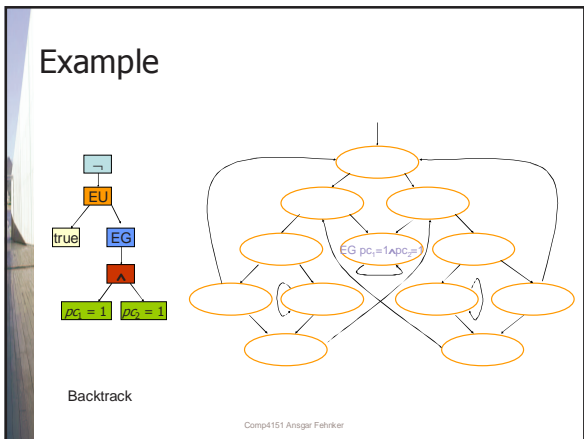 Example
¬
EU
true
EG
EG pc₁=1∧pc₂=1
∧
pc₁ = 1
pc₂ = 1
Backtrack
Comp4151 Ansgar Fehnker